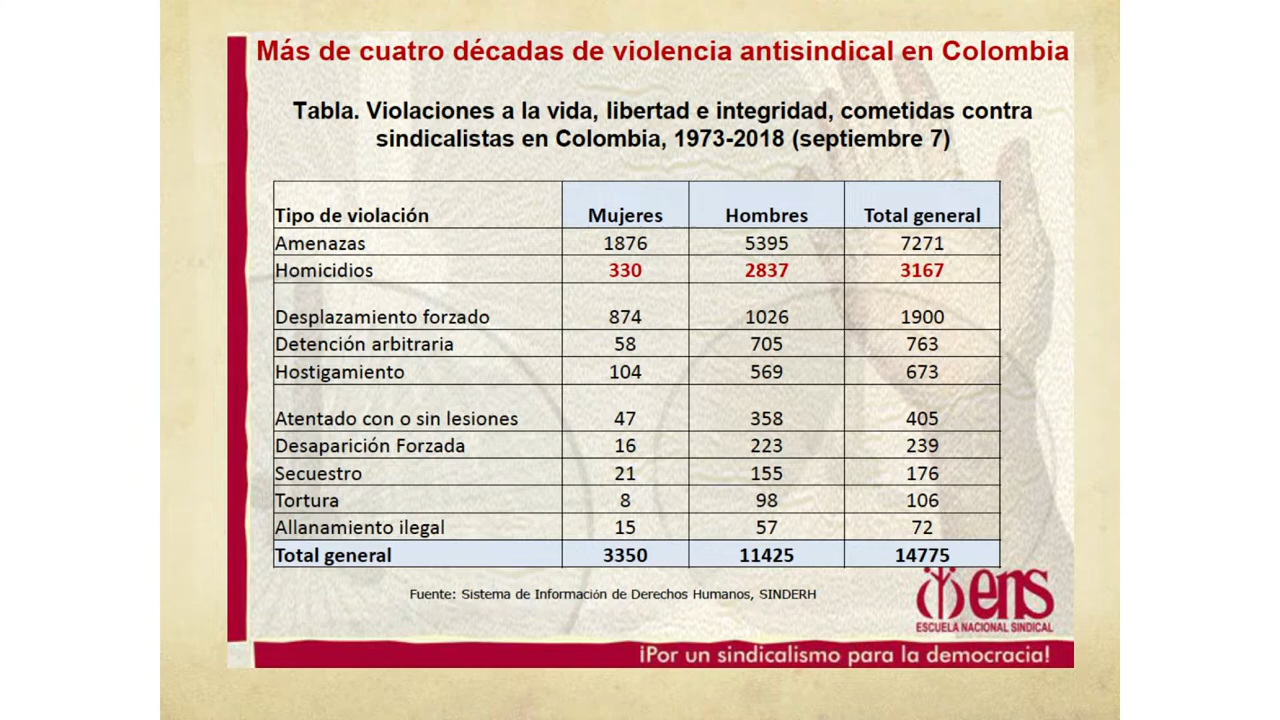 Más de cuatro décadas de violencia antisindical en Colombia
Tabla. Violaciones a la vida, libertad e integridad, cometidas contra
sindicalistas en Colombia, 1973-2018 (septiembre 7)
Tipo de violación Mujeres Hombres Total general
Amenazas 1876 5395 7271
Homicidios 330 2837 3167
Desplazamiento forzado 874 1026 1900
Detención arbitraria 58 705 763
Hostigamiento 104 569 673
Atentado con o sin lesiones 47 358 405
Desaparición Forzada 16 223 239
Secuestro 21 155 176
Tortura 8 98 106
Allanamiento ilegal 15 57 72
Total general 3350 11425 14775
Fuente: Sistema de Información de Derechos Humanos, SINDERH
ens
ESCUELA NACIONAL SINDICAL
¡Por un sindicalismo para la democracia!